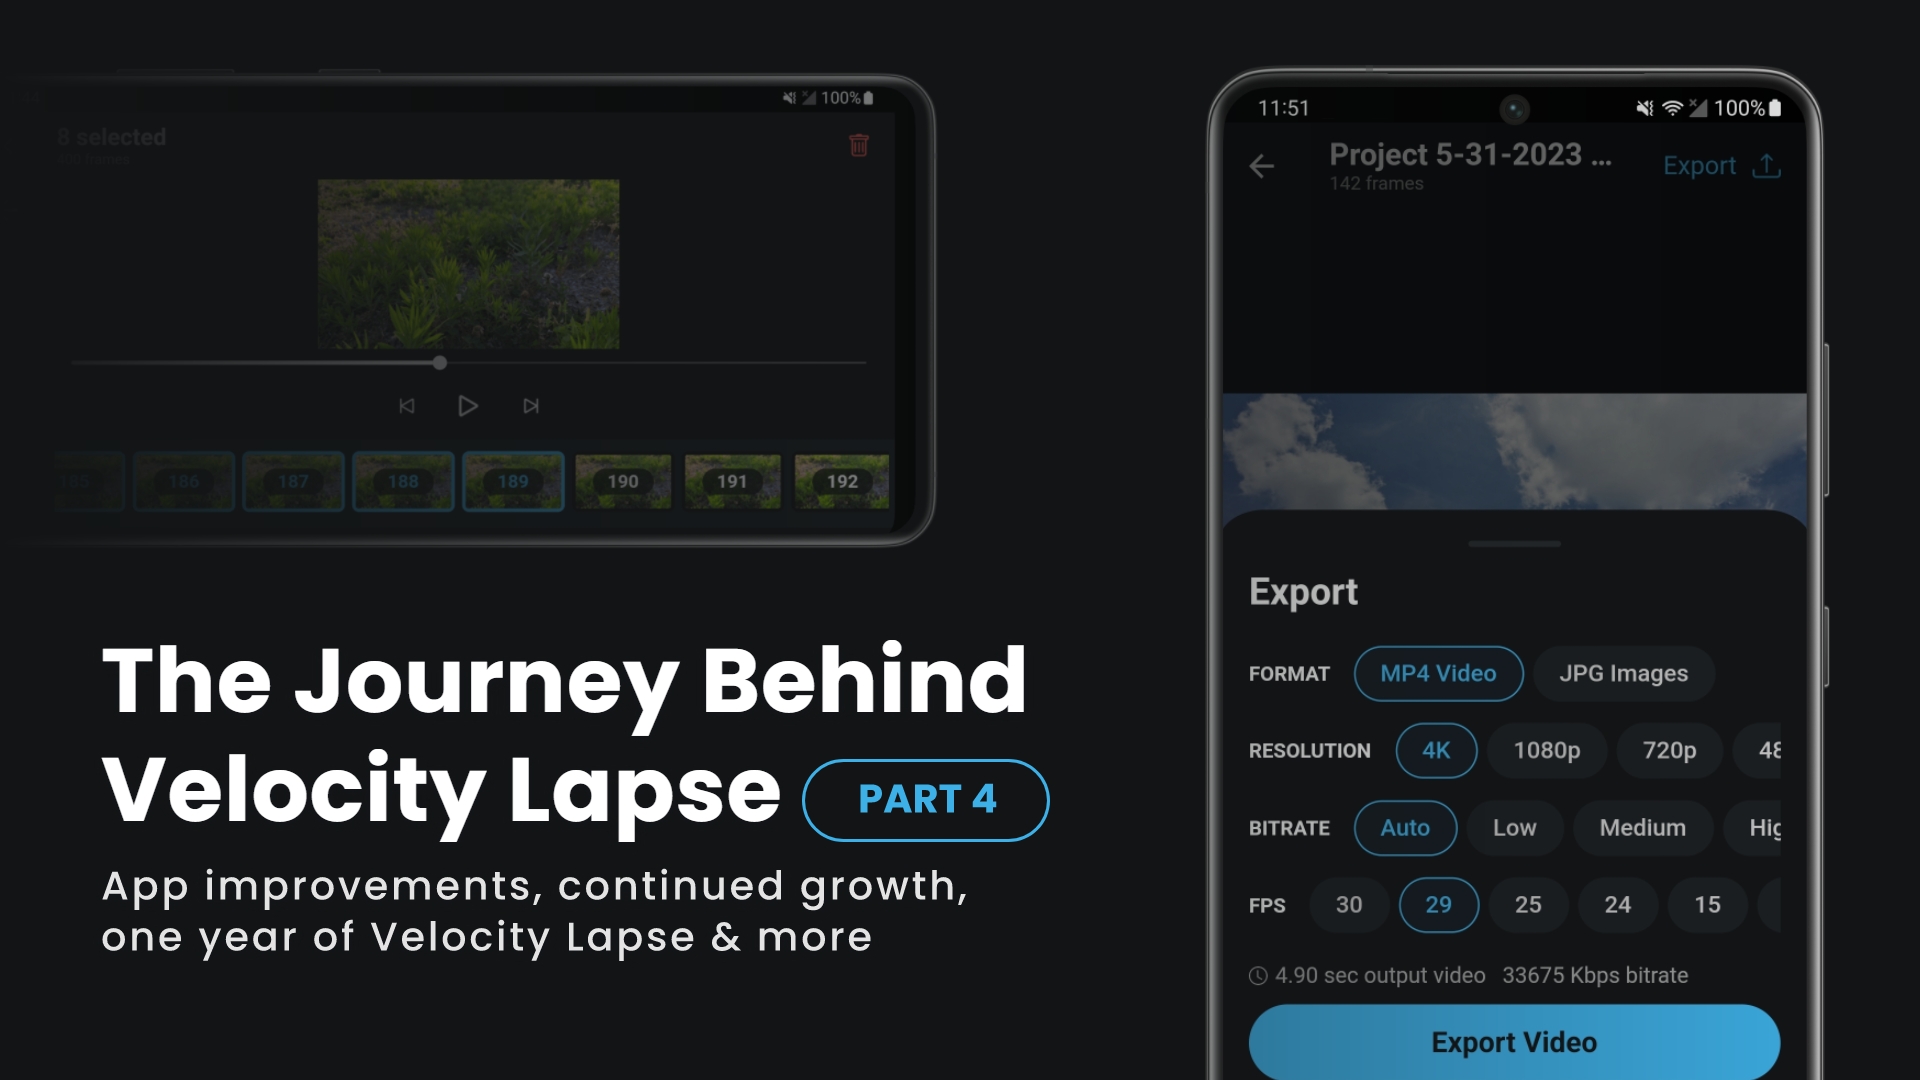 100%
8 selected
400 frames
185
186
187
188
189
190
191
192
The Journey Behind
Velocity Lapse PART 4
App improvements, continued growth,
one year of Velocity Lapse & more
11:51 100%
Project 5-31-2023 ...
142 frames
Export
Export
FORMAT MP4 Video JPG Images
RESOLUTION 4K 1080p 720p 48
BITRATE Auto Low Medium Hig
FPS 30 29 25 24 15
4.90 sec output video 33675 Kbps bitrate
Export Video